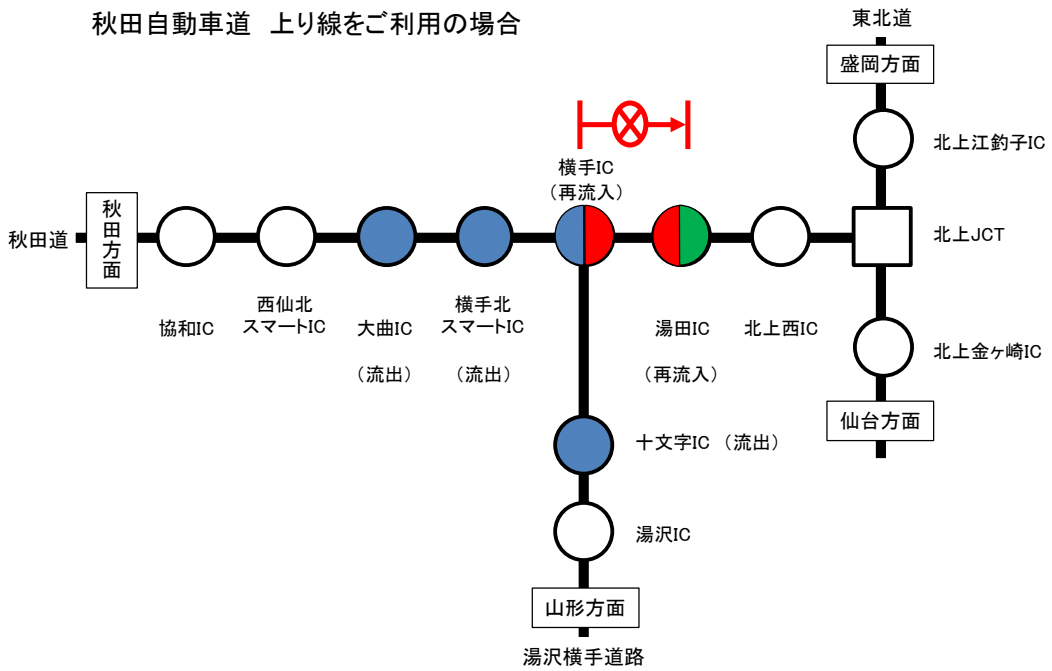 秋田自動車道 上り線をご利用の場合
東北道
盛岡方面
北上江釣子IC
横手IC
（再流入）
秋田道
秋田方面
北上JCT
協和IC
西仙北
スマートIC
大曲IC
（流出）
横手北
スマートIC
（流出）
湯田IC
（再流入）
北上西IC
北上金ヶ崎IC
仙台方面
十文字IC （流出）
湯沢IC
山形方面
湯沢横手道路